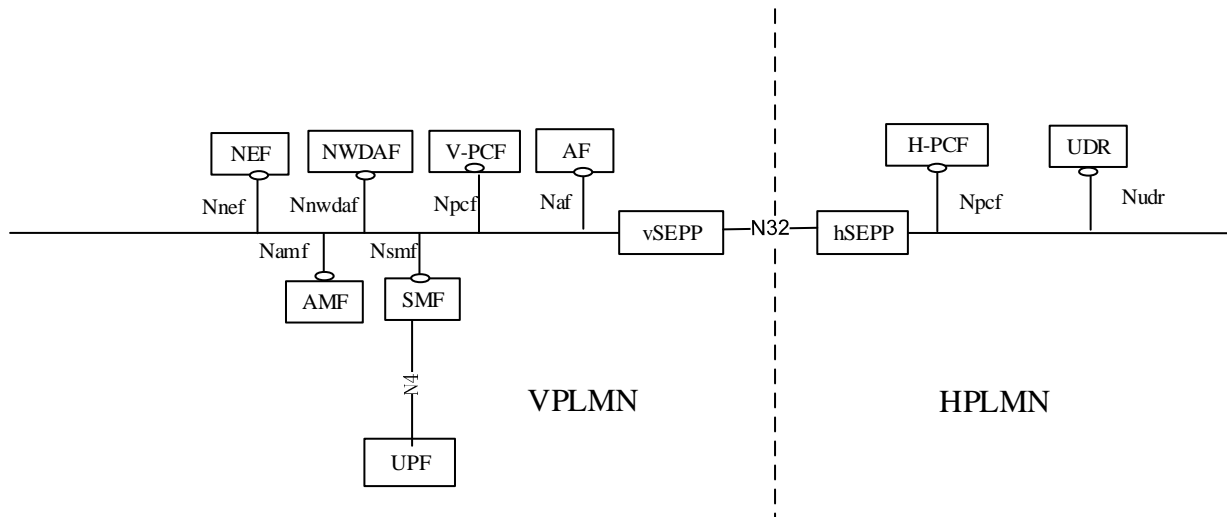 NEF
NWDAF
V-PCF
AF
H-PCF
UDR
Nnef
Nnwdaf
Npcf
Naf
Npcf
Nudr
vSEPP
N32
hSEPP
Namf
Nsmf
AMF
SMF
N4
VPLMN
HPLMN
UPF